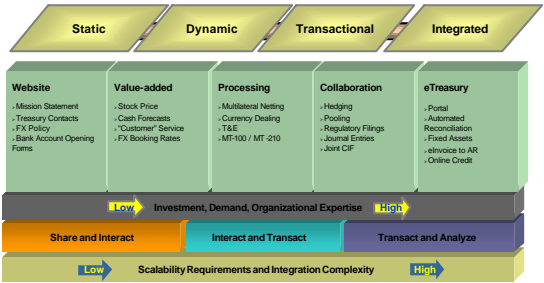 Static
Dynamic
Transactional
Integrated
Website
>Mission Statement
>Treasury Contacts
>FX Policy
>Bank Account Opening
Forms
Value-added
>Stock Price
>Cash Forecasts
>"Customer" Service
>FX Booking Rates
Processing
>Multilateral Netting
>Currency Dealing
>T&E
>MT-100 / MT -210
Collaboration
>Hedging
>Pooling
>Regulatory Filings
>Journal Entries
>Joint CIF
eTreasury
>Portal
>Automated
Reconciliation
>Fixed Assets
>eInvoice to AR
>Online Credit
Low Investment, Demand, Organizational Expertise High
Share and Interact
Interact and Transact
Transact and Analyze
Low Scalability Requirements and Integration Complexity High